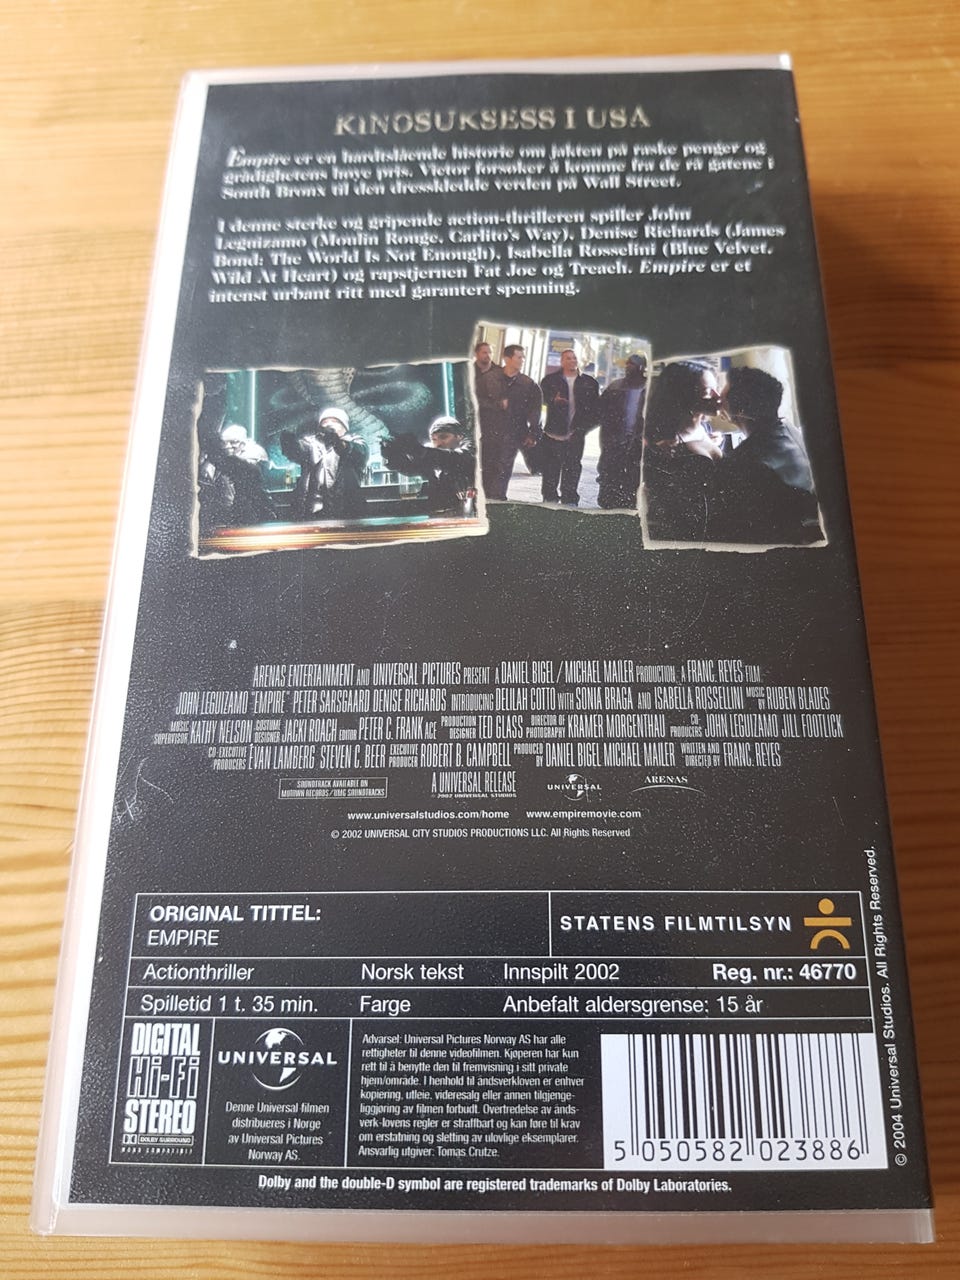 KINOSUKSESS I USA
Empire er en hardtslående historie om jakten på raske penger og
grådighetens høye pris. Victor forsøker å komme fra de rå gatene i
South Bronx til den dresskledde verden på Wall Street.
I denne sterke og gripende action-thrilleren spiller John
Leguizamo (Moulin Rouge, Carlito's Way), Denise Richards (James
Bond: The World Is Not Enough), Isabella Rosselini (Blue Velvet,
Wild At Heart) og rapstjernen Fat Joe og Treach. Empire er et
intenst urbant ritt med garantert spenning.
ARENAS ENTERTAINMENT AND UNIVERSAL PICTURES PRESENT A DANIEL BIGEL / MICHAEL MAILER PRODUCTION A FRANC. REYES FILM
JOHN LEGUIZAMO "EMPIRE" PETER SARSGAARD DENISE RICHARDS INTRODUCING DELILAH COTTO WITH SONIA BRAGA AND ISABELLA ROSSELLINI MUSIC BY RUBEN BLADES
MUSIC SUPERVISOR KATHY NELSON COSTUME DESIGNER JACKI ROACH EDITOR PETER C. FRANK ACE PRODUCTION DESIGNER TED GLASS DIRECTOR OF PHOTOGRAPHY KRAMER MORGENTHAU CO-PRODUCERS JOHN LEGUIZAMO JILL FOOTLICK
CO-EXECUTIVE PRODUCERS EVAN LAMBERG STEVEN C. BEER EXECUTIVE PRODUCER ROBERT B. CAMPBELL PRODUCED BY DANIEL BIGEL MICHAEL MAILER WRITTEN AND DIRECTED BY FRANC. REYES
SOUNDTRACK AVAILABLE ON
MOTOWN RECORDS/UMG SOUNDTRACKS
A UNIVERSAL RELEASE
© 2002 UNIVERSAL STUDIOS
UNIVERSAL
ARENAS
www.universalstudios.com/home www.empiremovie.com
© 2002 UNIVERSAL CITY STUDIOS PRODUCTIONS LLC. All Rights Reserved
ORIGINAL TITTEL:
EMPIRE
STATENS FILMTILSYN
Actionthriller Norsk tekst Innspilt 2002 Reg. nr.: 46770
Spilletid 1 t. 35 min. Farge Anbefalt aldersgrense: 15 år
DIGITAL
Hi-Fi
STEREO
DOLBY SURROUND
MONO COMPATIBLE
UNIVERSAL
Denne Universal filmen
distribueres i Norge
av Universal Pictures
Norway AS.
Advarsel: Universal Pictures Norway AS har alle
rettigheter til denne videofilmen. Kjøperen har kun
rett til å benytte den til fremvisning i sitt private
hjem/område. I henhold til åndsverkloven er enhver
kopiering, utleie, videresalg eller annen tilgjenge-
liggjøring av filmen forbudt. Overtredelse av ånds-
verk-lovens regler er straffbart og kan føre til krav
om erstatning og sletting av ulovlige eksemplarer.
Ansvarlig utgiver: Tomas Crutze.
5 050582 023886
Dolby and the double-D symbol are registered trademarks of Dolby Laboratories.
© 2004 Universal Studios. All Rights Reserved.